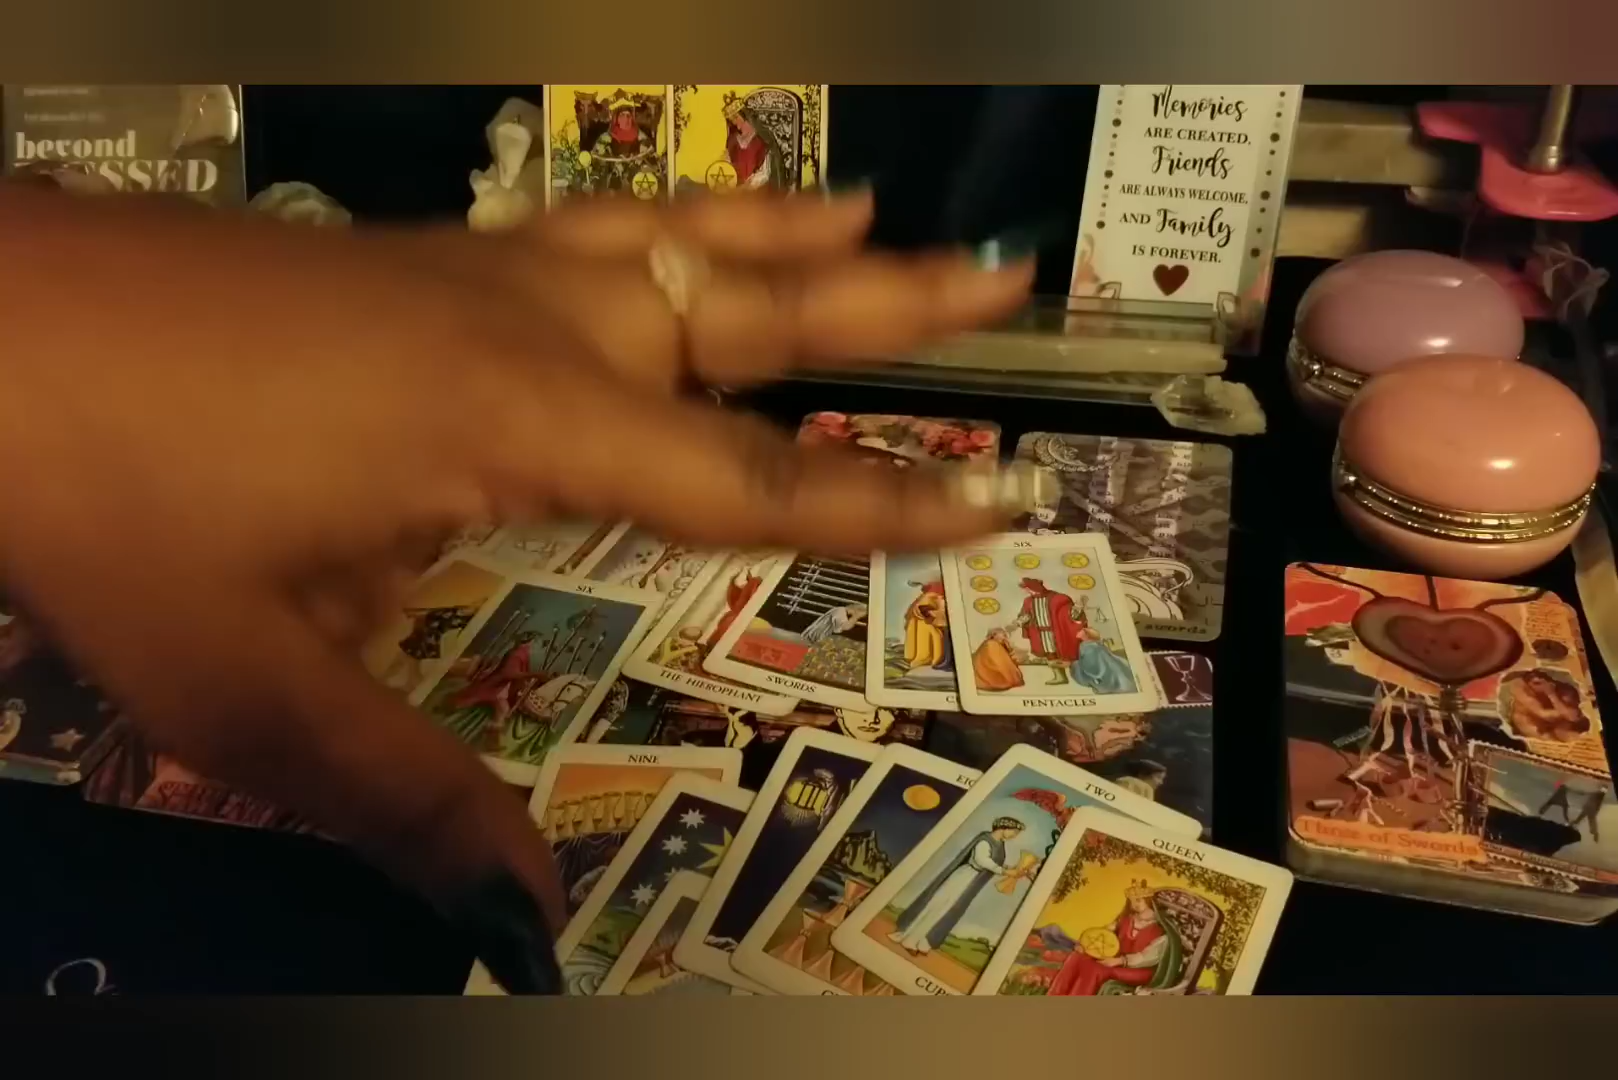 beyond
Memories
ARE CREATED,
Friends
ARE ALWAYS WELCOME,
AND Family
IS FOREVER.
SIX
SIX
THE HIEROPHANT
SWORDS
PENTACLES
swords
NINE
TWO
QUEEN
Three of Swords